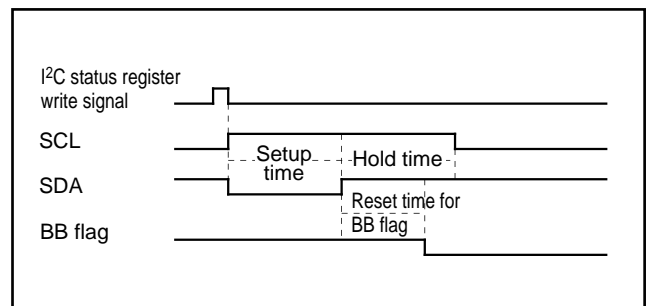 I²C status register
write signal
SCL
Setup
time
Hold time
SDA
Reset time for
BB flag
BB flag